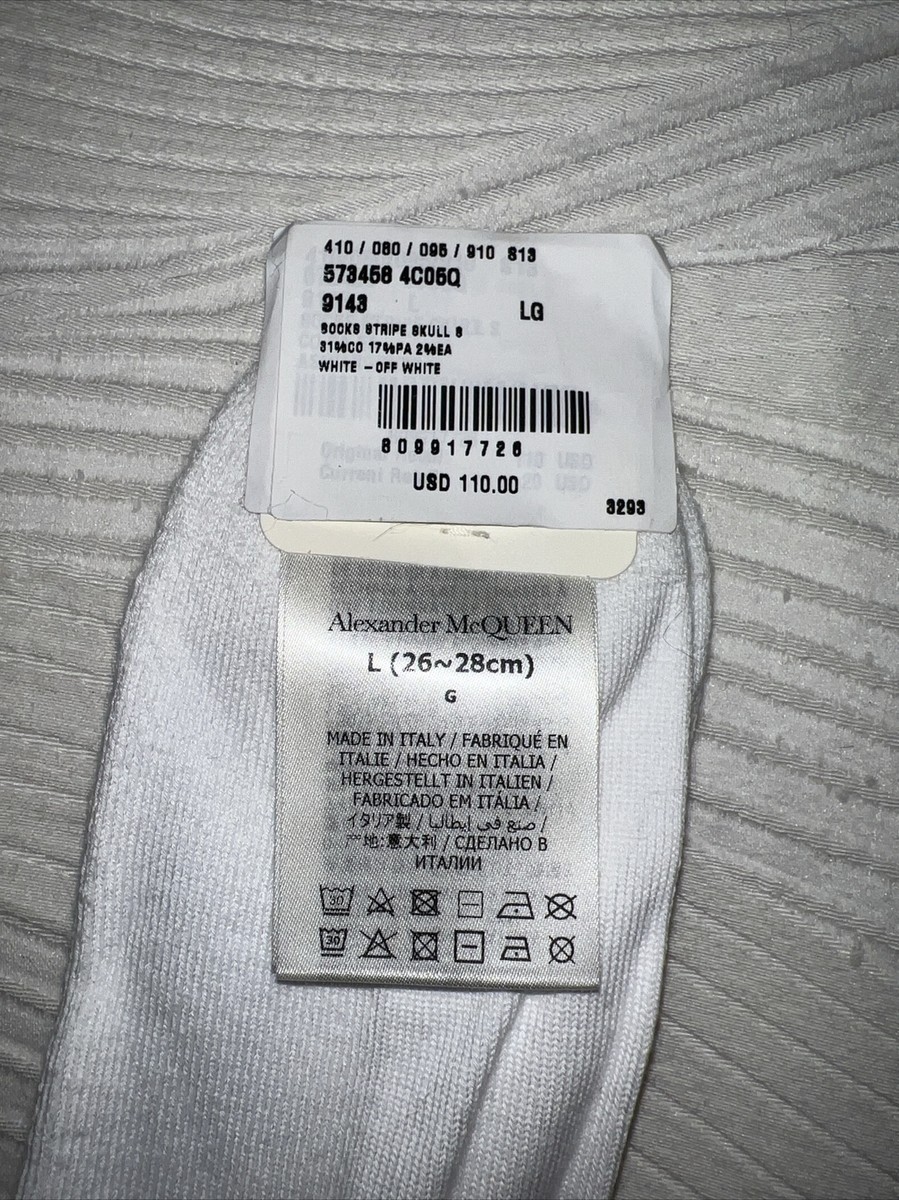 410 / 080 / 095 / 910 S13
573458 4C05Q
9143 LG
SOCKS STRIPE SKULL S
81%CO 17%PA 2%EA
WHITE - OFF WHITE
809917726
USD 110.00
3293
Alexander McQUEEN
L (26~28cm)
G
MADE IN ITALY / FABRIQUÉ EN
ITALIE / HECHO EN ITALIA /
HERGESTELLT IN ITALIEN /
FABRICADO EM ITÁLIA /
イタリア製 / صنع في إيطاليا /
产地:意大利 / СДЕЛАНО В
ИТАЛИИ
30
30